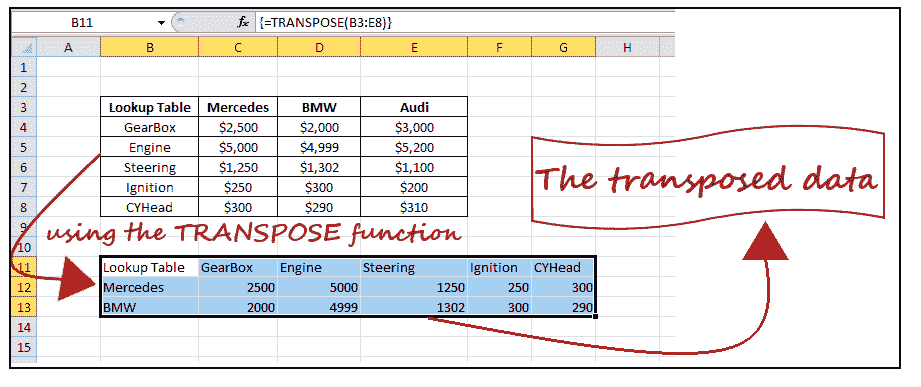 B11 fx {=TRANSPOSE(B3:E8)}
A B C D E F G H
1
2
3 Lookup Table Mercedes BMW Audi
4 GearBox $2,500 $2,000 $3,000
5 Engine $5,000 $4,999 $5,200
6 Steering $1,250 $1,302 $1,100
7 Ignition $250 $300 $200
8 CYHead $300 $290 $310
9
using the TRANSPOSE function
10
11 Lookup Table GearBox Engine Steering Ignition CYHead
12 Mercedes 2500 5000 1250 250 300
13 BMW 2000 4999 1302 300 290
14
15
The transposed data